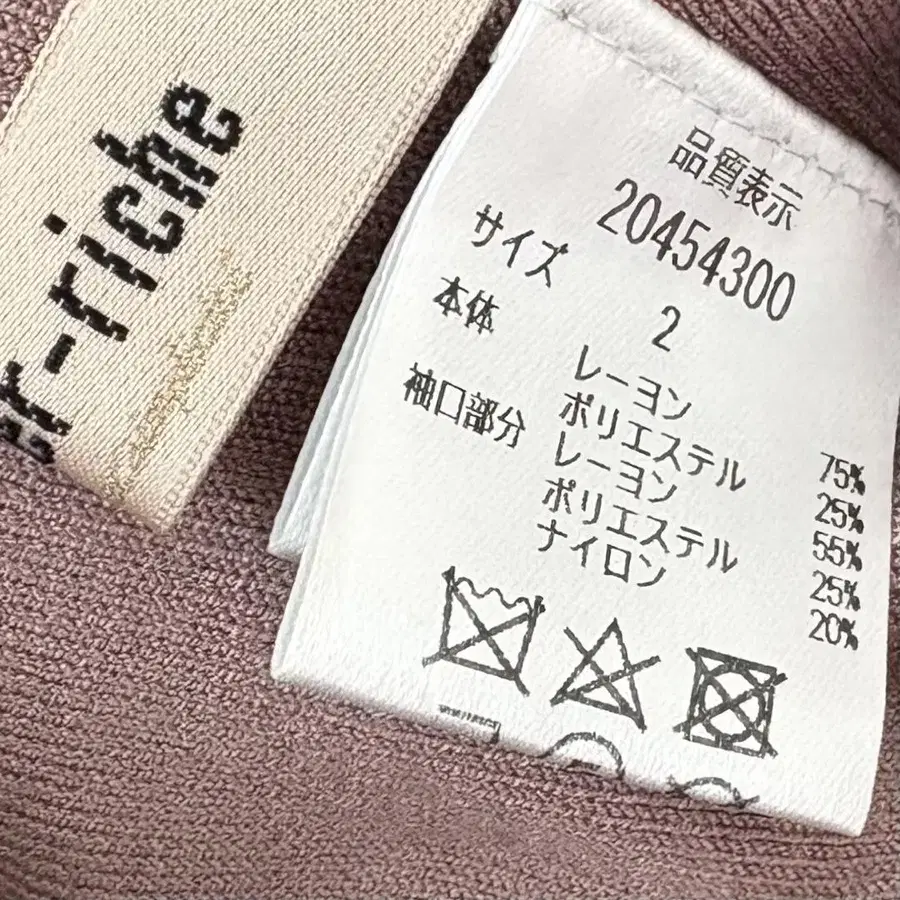 er-riche
品質表示
20454300
サイズ 2
本体 レーヨン 75%
ポリエステル 25%
袖口部分 レーヨン 55%
ポリエステル 25%
ナイロン 20%